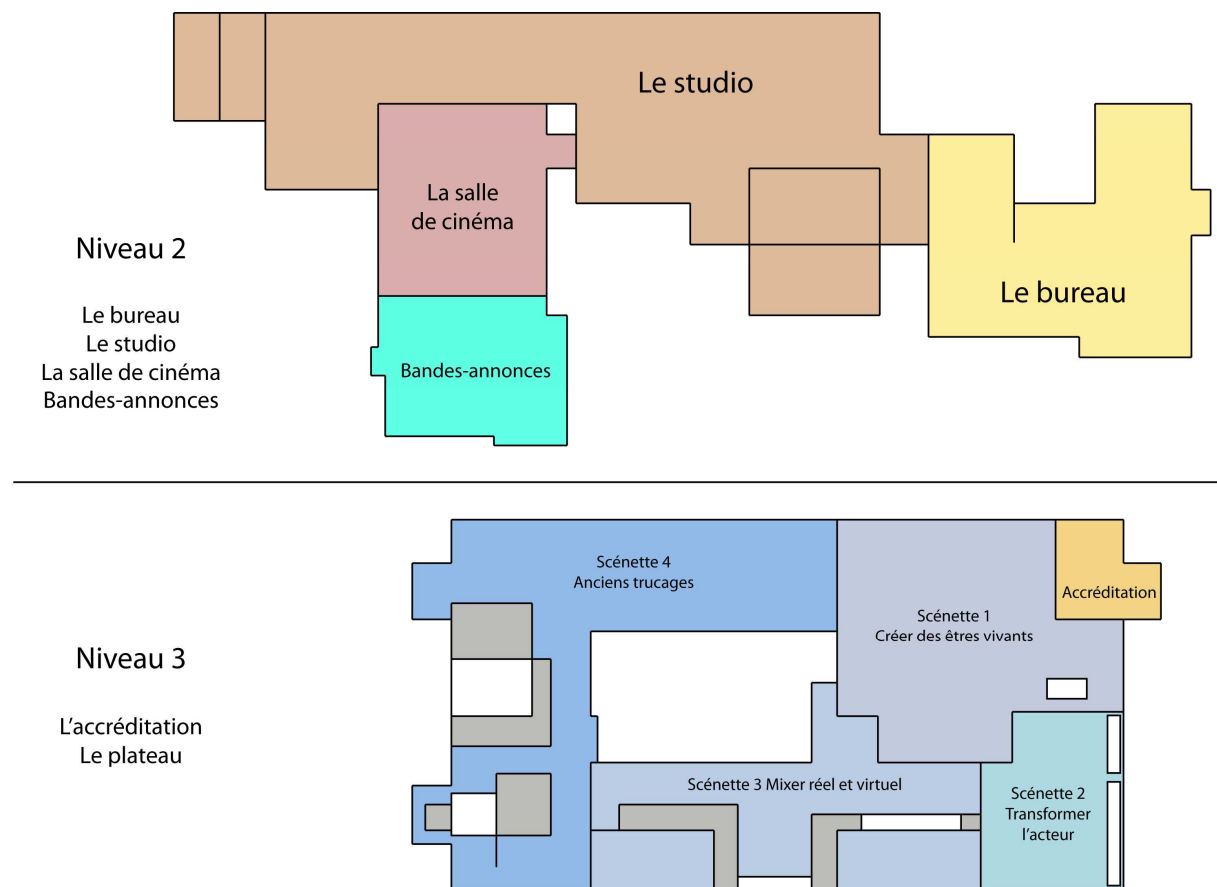 Le studio
La salle
de cinéma
Niveau 2
Le bureau
Le bureau
Le studio
La salle de cinéma
Bandes-annonces
Bandes-annonces
Scénette 4
Anciens trucages
Accréditation
Scénette 1
Créer des êtres vivants
Niveau 3
L'accréditation
Le plateau
Scénette 3 Mixer réel et virtuel
Scénette 2
Transformer
l'acteur